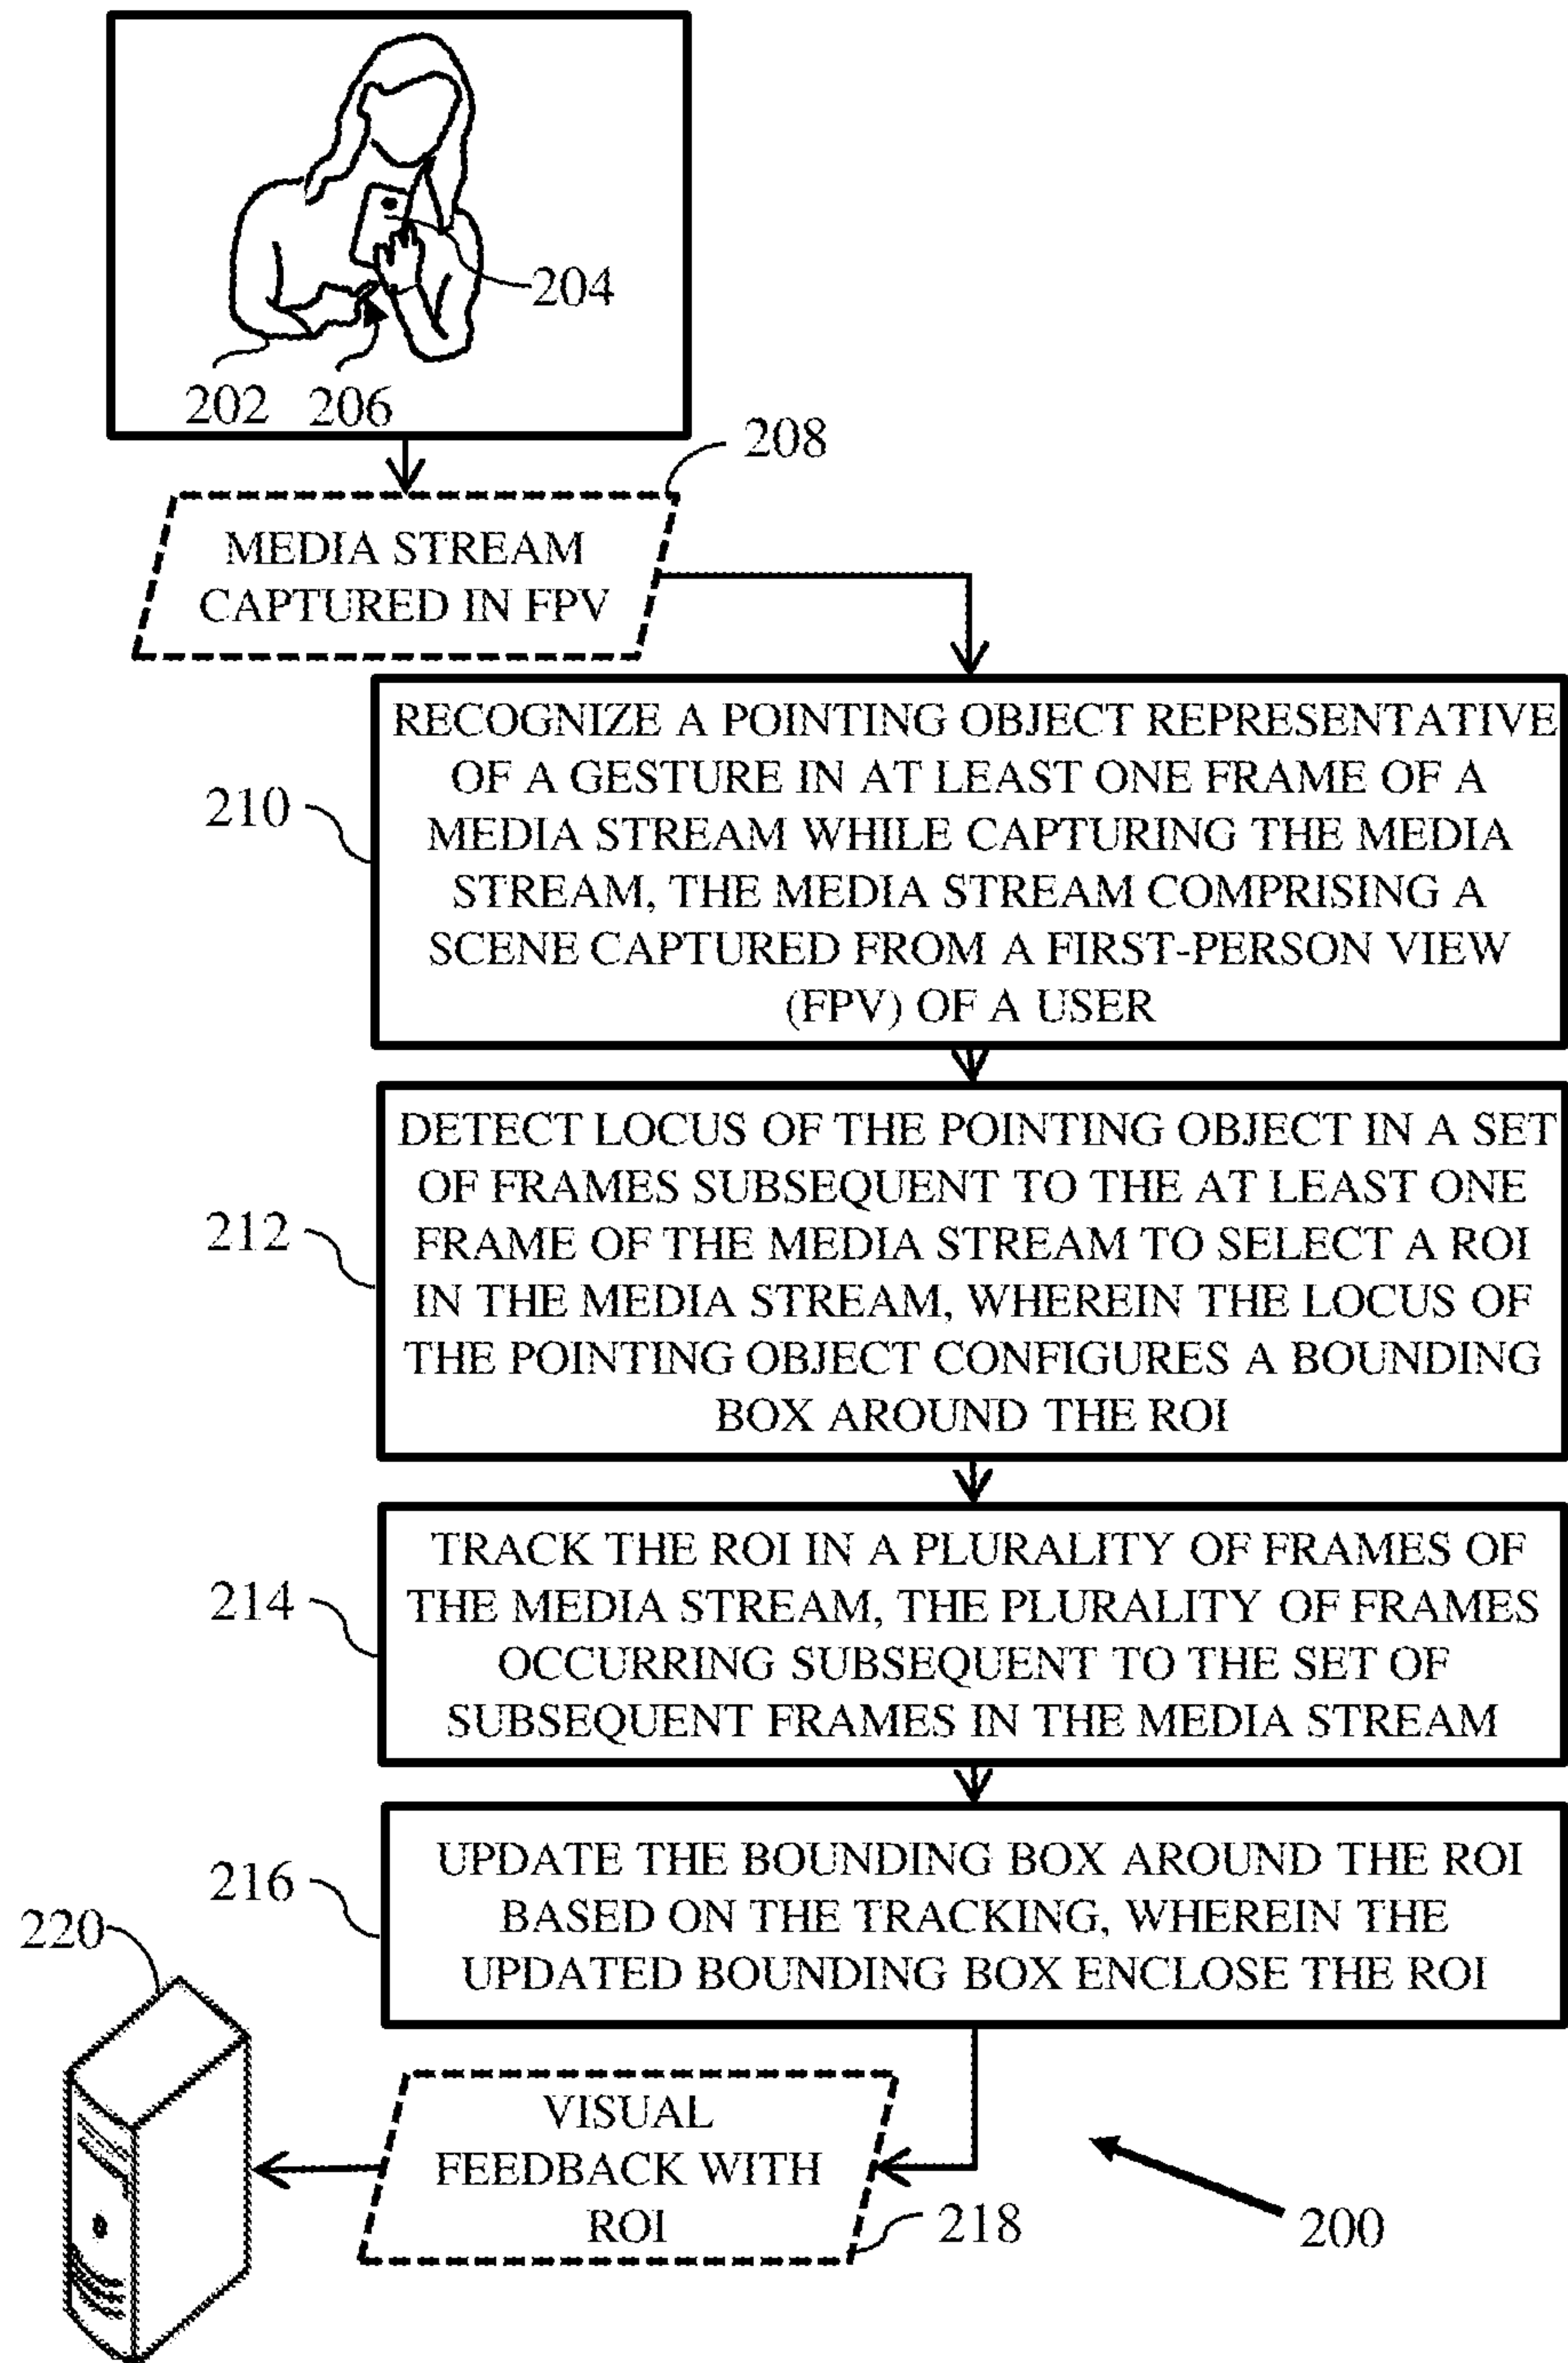 204
202
206
208
MEDIA STREAM
CAPTURED IN FPV
RECOGNIZE A POINTING OBJECT REPRESENTATIVE
OF A GESTURE IN AT LEAST ONE FRAME OF A
MEDIA STREAM WHILE CAPTURING THE MEDIA
STREAM, THE MEDIA STREAM COMPRISING A
SCENE CAPTURED FROM A FIRST-PERSON VIEW
(FPV) OF A USER
210
DETECT LOCUS OF THE POINTING OBJECT IN A SET
OF FRAMES SUBSEQUENT TO THE AT LEAST ONE
FRAME OF THE MEDIA STREAM TO SELECT A ROI
IN THE MEDIA STREAM, WHEREIN THE LOCUS OF
THE POINTING OBJECT CONFIGURES A BOUNDING
BOX AROUND THE ROI
212
TRACK THE ROI IN A PLURALITY OF FRAMES OF
THE MEDIA STREAM, THE PLURALITY OF FRAMES
OCCURRING SUBSEQUENT TO THE SET OF
SUBSEQUENT FRAMES IN THE MEDIA STREAM
214
UPDATE THE BOUNDING BOX AROUND THE ROI
BASED ON THE TRACKING, WHEREIN THE
UPDATED BOUNDING BOX ENCLOSE THE ROI
216
220
VISUAL
FEEDBACK WITH
ROI
218
200